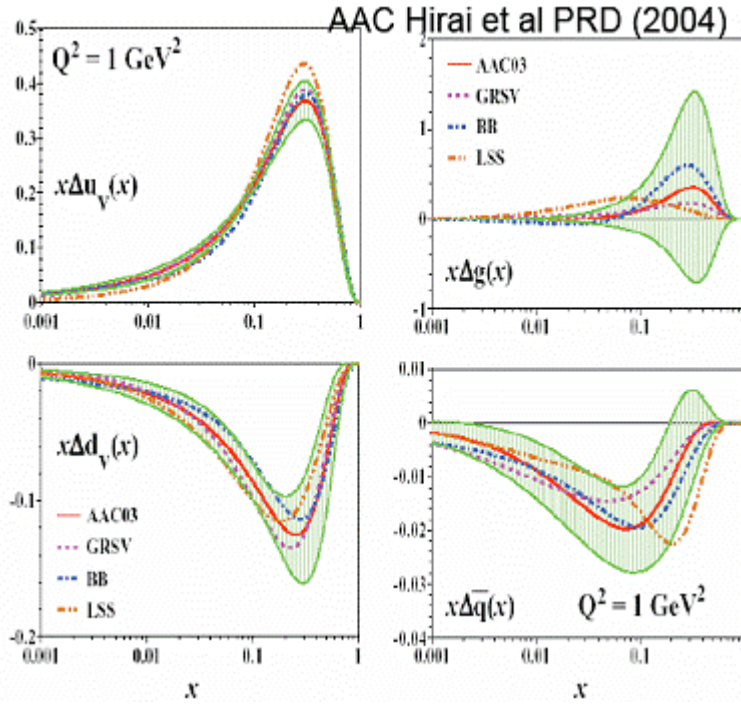 AAC Hirai et al PRD (2004)
0.5
Q² = 1 GeV²
0.4
0.3
0.2
xΔu_v(x)
0.1
0
0.001
0.01
0.1
1
2
AAC03
GRSV
BB
LSS
1
0
xΔg(x)
-1
0.001
0.01
0.1
0
xΔd_v(x)
-0.1
AAC03
GRSV
BB
LSS
-0.2
0.001
0.01
0.1
1
x
0.01
0
-0.01
-0.02
-0.03
xΔq̅(x)
Q² = 1 GeV²
-0.04
0.001
0.01
0.1
x